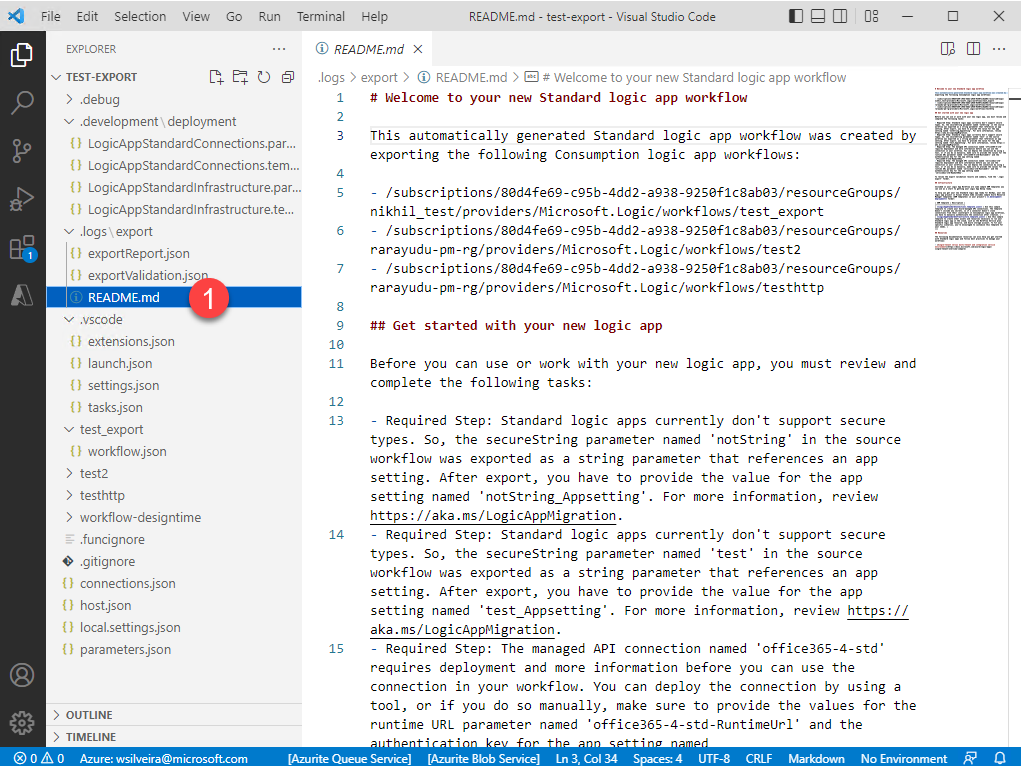 File Edit Selection View Go Run Terminal Help README.md - test-export - Visual Studio Code
EXPLORER
TEST-EXPORT
.debug
.development\deployment
LogicAppStandardConnections.par...
LogicAppStandardConnections.tem...
LogicAppStandardInfrastructure.par...
LogicAppStandardInfrastructure.te...
.logs\export
exportReport.json
exportValidation.json
README.md
1
.vscode
extensions.json
launch.json
settings.json
tasks.json
test_export
workflow.json
test2
testhttp
workflow-designtime
.funcignore
.gitignore
connections.json
host.json
local.settings.json
parameters.json
OUTLINE
TIMELINE
1
README.md
.logs > export > README.md > # Welcome to your new Standard logic app workflow
1 # Welcome to your new Standard logic app workflow
2
3 This automatically generated Standard logic app workflow was created by
exporting the following Consumption logic app workflows:
4
5 - /subscriptions/80d4fe69-c95b-4dd2-a938-9250f1c8ab03/resourceGroups/
nikhil_test/providers/Microsoft.Logic/workflows/test_export
6 - /subscriptions/80d4fe69-c95b-4dd2-a938-9250f1c8ab03/resourceGroups/
rarayudu-pm-rg/providers/Microsoft.Logic/workflows/test2
7 - /subscriptions/80d4fe69-c95b-4dd2-a938-9250f1c8ab03/resourceGroups/
rarayudu-pm-rg/providers/Microsoft.Logic/workflows/testhttp
8
9 ## Get started with your new logic app
10
11 Before you can use or work with your new logic app, you must review and
complete the following tasks:
12
13 - Required Step: Standard logic apps currently don't support secure
types. So, the secureString parameter named 'notString' in the source
workflow was exported as a string parameter that references an app
setting. After export, you have to provide the value for the app
setting named 'notString_Appsetting'. For more information, review
https://aka.ms/LogicAppMigration.
14 - Required Step: Standard logic apps currently don't support secure
types. So, the secureString parameter named 'test' in the source
workflow was exported as a string parameter that references an app
setting. After export, you have to provide the value for the app
setting named 'test_Appsetting'. For more information, review https://
aka.ms/LogicAppMigration.
15 - Required Step: The managed API connection named 'office365-4-std'
requires deployment and more information before you can use the
connection in your workflow. You can deploy the connection by using a
tool, or if you do so manually, make sure to provide the values for the
runtime URL parameter named 'office365-4-std-RuntimeUrl' and the
authentication key for the app setting named
0 0 Azure: wsilveira@microsoft.com [Azurite Queue Service] [Azurite Blob Service] Ln 3, Col 34 Spaces: 4 UTF-8 CRLF Markdown No Environment